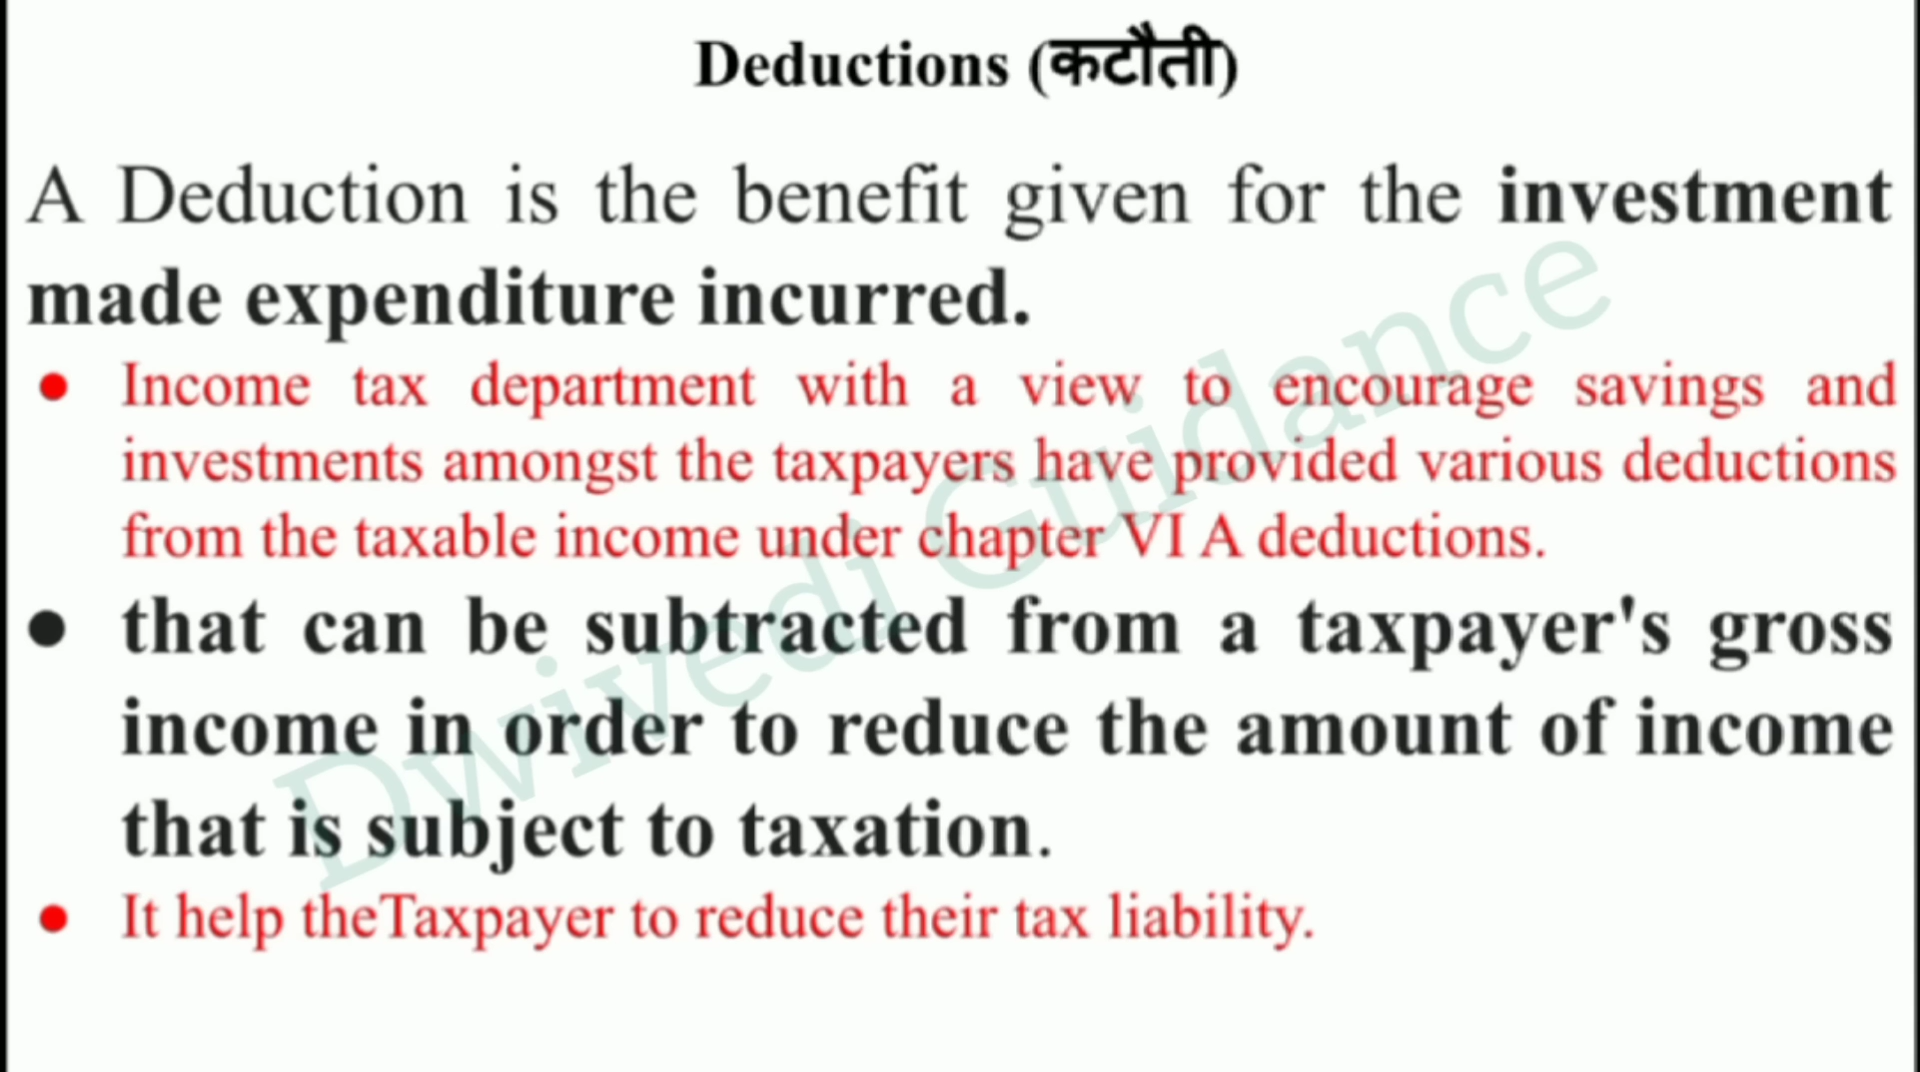 Deductions (कटौती)
A Deduction is the benefit given for the investment
made expenditure incurred.
● Income tax department with a view to encourage savings and
investments amongst the taxpayers have provided various deductions
from the taxable income under chapter VI A deductions.
● that can be subtracted from a taxpayer's gross
income in order to reduce the amount of income
that is subject to taxation.
● It help theTaxpayer to reduce their tax liability.
Dwivedi Guidance